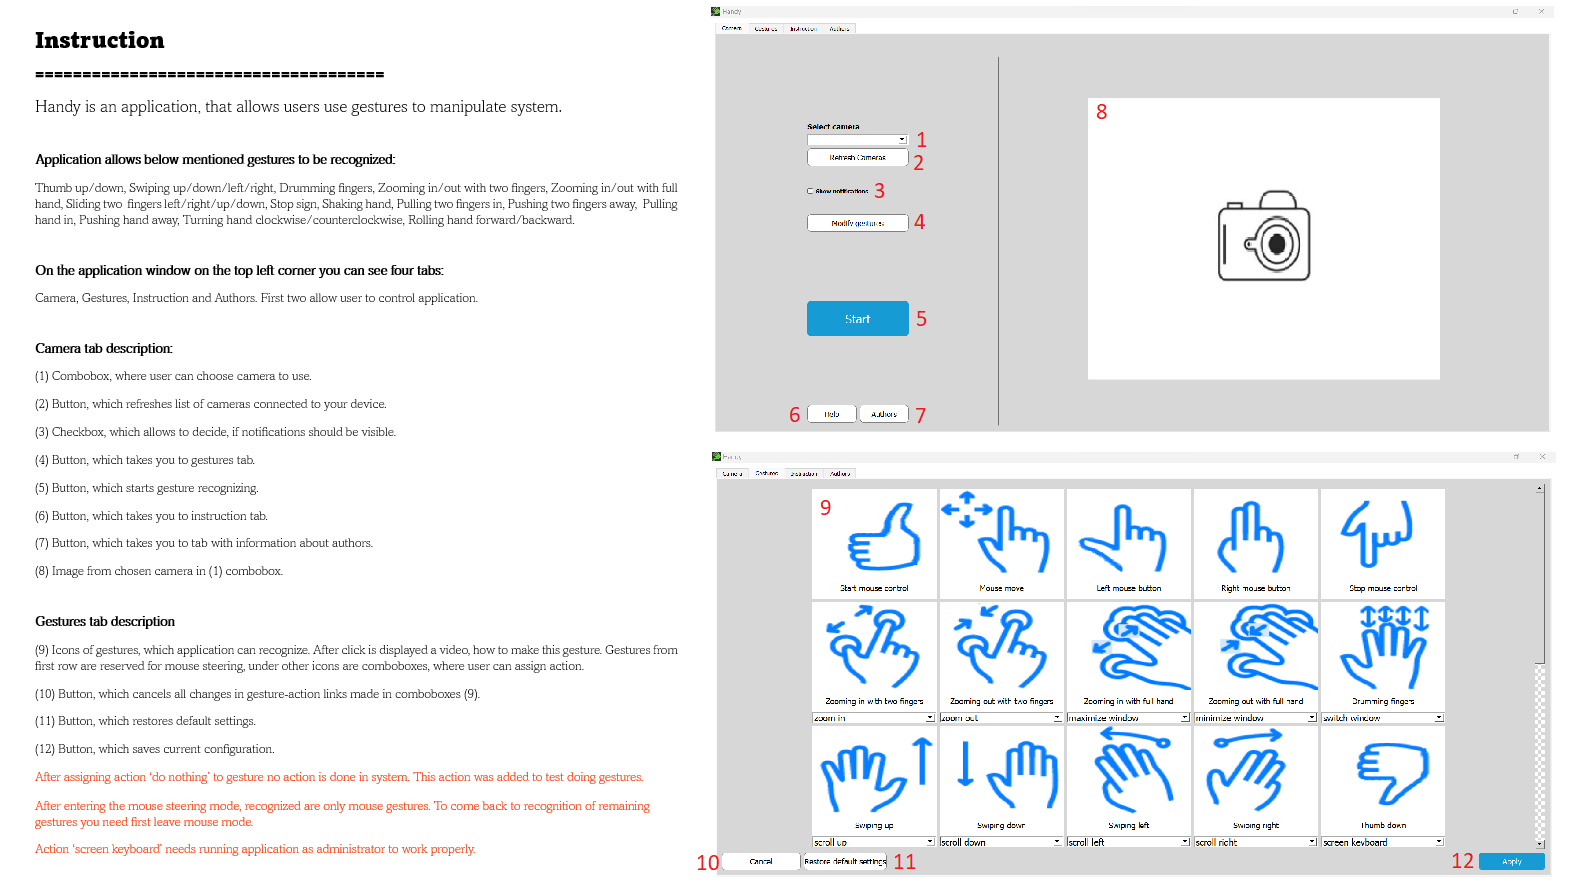 Instruction
=====================================
Handy is an application, that allows users use gestures to manipulate system.
Application allows below mentioned gestures to be recognized:
Thumb up/down, Swiping up/down/left/right, Drumming fingers, Zooming in/out with two fingers, Zooming in/out with full
hand, Sliding two fingers left/right/up/down, Stop sign, Shaking hand, Pulling two fingers in, Pushing two fingers away, Pulling
hand in, Pushing hand away, Turning hand clockwise/counterclockwise, Rolling hand forward/backward.
On the application window on the top left corner you can see four tabs:
Camera, Gestures, Instruction and Authors. First two allow user to control application.
Camera tab description:
(1) Combobox, where user can choose camera to use.
(2) Button, which refreshes list of cameras connected to your device.
(3) Checkbox, which allows to decide, if notifications should be visible.
(4) Button, which takes you to gestures tab.
(5) Button, which starts gesture recognizing.
(6) Button, which takes you to instruction tab.
(7) Button, which takes you to tab with information about authors.
(8) Image from chosen camera in (1) combobox.
Gestures tab description
(9) Icons of gestures, which application can recognize. After click is displayed a video, how to make this gesture. Gestures from
first row are reserved for mouse steering, under other icons are comboboxes, where user can assign action.
(10) Button, which cancels all changes in gesture-action links made in comboboxes (9).
(11) Button, which restores default settings.
(12) Button, which saves current configuration.
After assigning action 'do nothing' to gesture no action is done in system. This action was added to test doing gestures.
After entering the mouse steering mode, recognized are only mouse gestures. To come back to recognition of remaining
gestures you need first leave mouse mode.
Action 'screen keyboard' needs running application as administrator to work properly.
Handy
Camera Gestures Instruction Authors
8
Select camera
1
Refresh Cameras 2
Show notifications 3
Modify gestures 4
Start 5
6 Help Authors 7
Handy
Camera Gestures Instruction Authors
9
Start mouse control Mouse move Left mouse button Right mouse button Stop mouse control
Zooming in with two fingers Zooming out with two fingers Zooming in with full hand Zooming out with full hand Drumming fingers
zoom in zoom out maximize window minimize window switch window
Swiping up Swiping down Swiping left Swiping right Thumb down
scroll up scroll down scroll left scroll right screen keyboard
10 Cancel Restore default settings 11 12 Apply